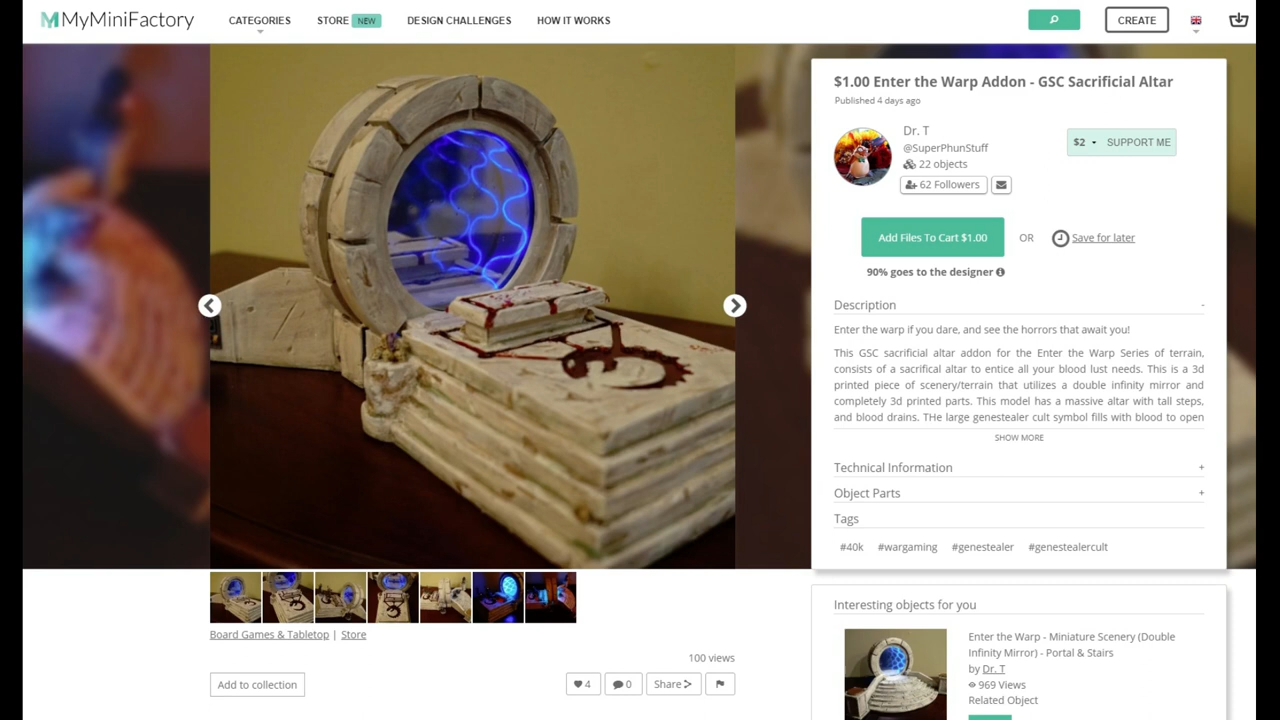 MyMiniFactory
CATEGORIES
STORE NEW
DESIGN CHALLENGES
HOW IT WORKS
CREATE
$1.00 Enter the Warp Addon - GSC Sacrificial Altar
Published 4 days ago
Dr. T
@SuperPhunStuff
22 objects
62 Followers
$2 SUPPORT ME
Add Files To Cart $1.00
OR
Save for later
90% goes to the designer
Description -
Enter the warp if you dare, and see the horrors that await you!
This GSC sacrificial altar addon for the Enter the Warp Series of terrain,
consists of a sacrifical altar to entice all your blood lust needs. This is a 3d
printed piece of scenery/terrain that utilizes a double infinity mirror and
completely 3d printed parts. This model has a massive altar with tall steps,
and blood drains. THe large genestealer cult symbol fills with blood to open
SHOW MORE
Technical Information +
Object Parts +
Tags
#40k #wargaming #genestealer #genestealercult
Board Games & Tabletop | Store
100 views
Add to collection
4
0
Share
Interesting objects for you
Enter the Warp - Miniature Scenery (Double
Infinity Mirror) - Portal & Stairs
by Dr. T
969 Views
Related Object